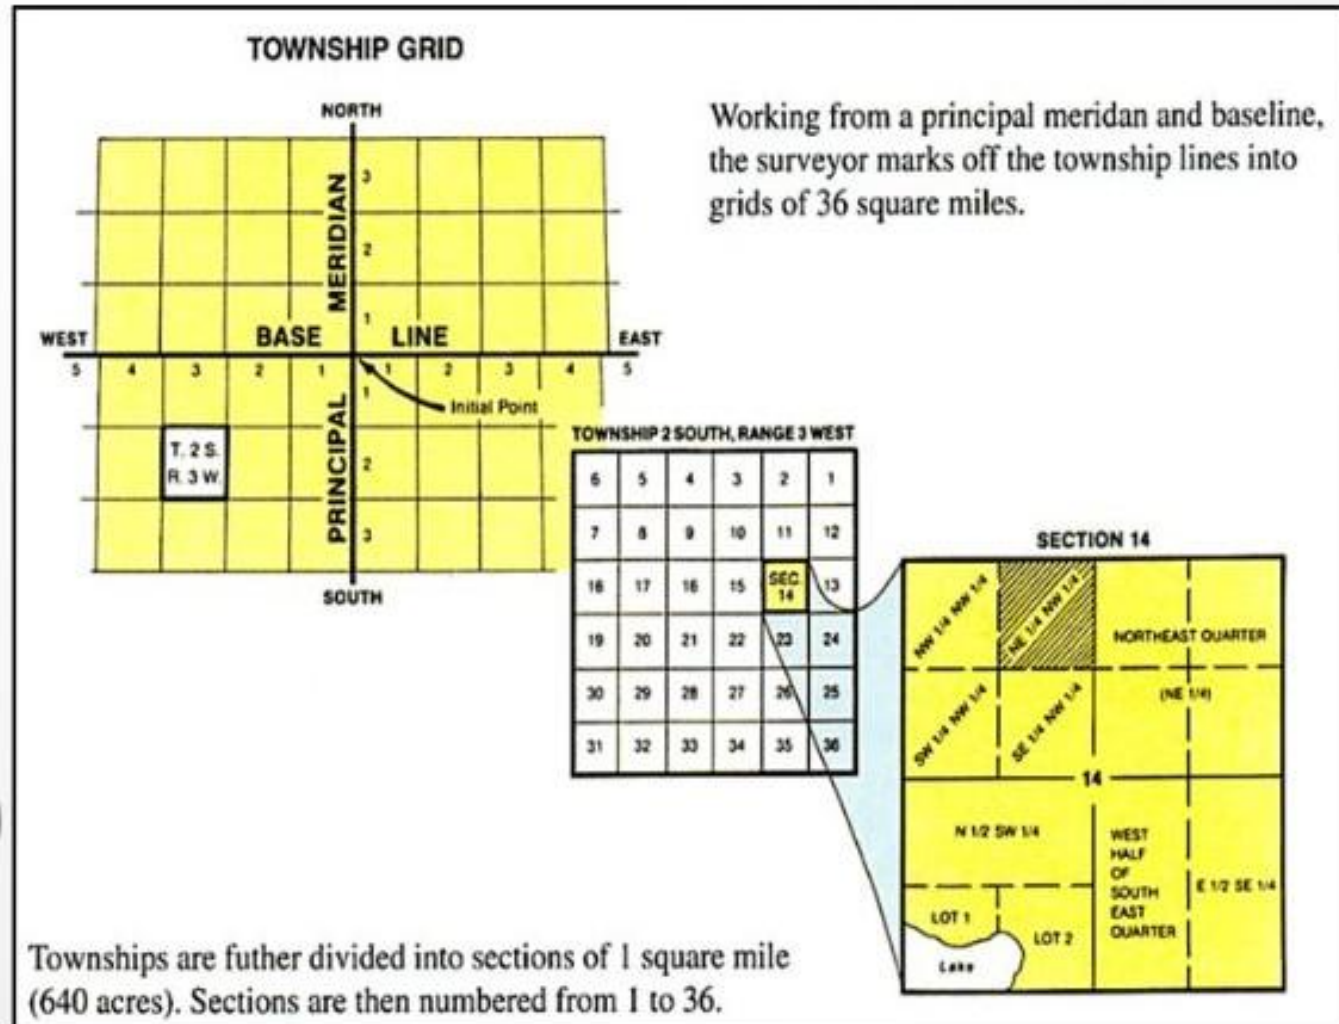 TOWNSHIP GRID
Working from a principal meridan and baseline,
the surveyor marks off the township lines into
grids of 36 square miles.
NORTH
3
2
1
PRINCIPAL MERIDIAN
WEST
BASE LINE
EAST
5 4 3 2 1 1 2 3 4 5
Initial Point
1
2
3
T. 2 S.
R. 3 W.
SOUTH
TOWNSHIP 2 SOUTH, RANGE 3 WEST
6 5 4 3 2 1
7 8 9 10 11 12
18 17 16 15 SEC. 14 13
19 20 21 22 23 24
30 29 28 27 26 25
31 32 33 34 35 36
SECTION 14
NW 1/4 NW 1/4
NE 1/4 NW 1/4
NORTHEAST QUARTER
(NE 1/4)
SW 1/4 NW 1/4
SE 1/4 NW 1/4
14
N 1/2 SW 1/4
WEST
HALF
OF
SOUTH
EAST
QUARTER
E 1/2 SE 1/4
LOT 1
LOT 2
Lake
Townships are futher divided into sections of 1 square mile
(640 acres). Sections are then numbered from 1 to 36.